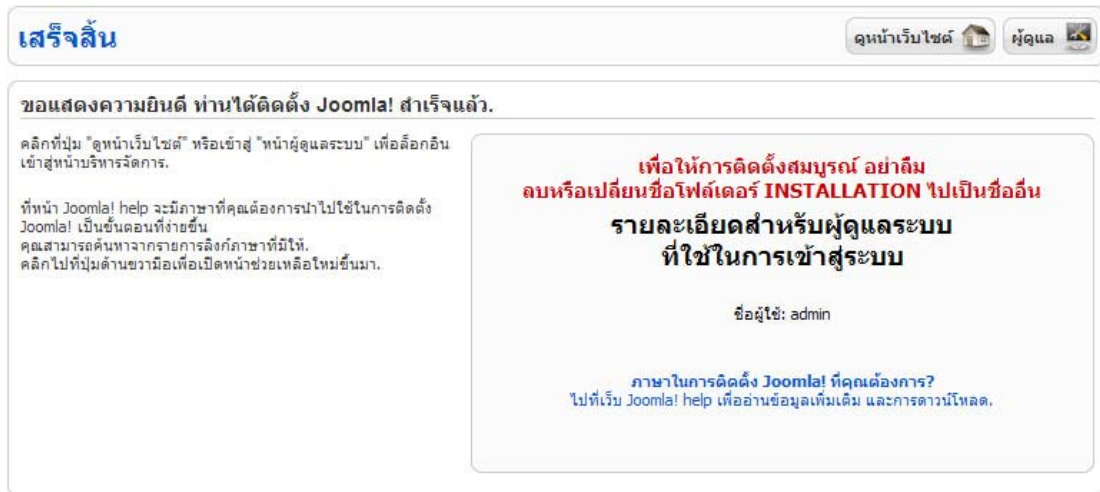 เสร็จสิ้น
ดูหน้าเว็บไซต์
ผู้ดูแล
ขอแสดงความยินดี ท่านได้ติดตั้ง Joomla! สำเร็จแล้ว.
คลิกที่ปุ่ม "ดูหน้าเว็บไซต์" หรือเข้าสู่ "หน้าผู้ดูแลระบบ" เพื่อล็อกอิน
เข้าสู่หน้าบริหารจัดการ.
ที่หน้า Joomla! help จะมีภาษาที่คุณต้องการนำไปใช้ในการติดตั้ง
Joomla! เป็นขั้นตอนที่ง่ายขึ้น
คุณสามารถค้นหาจากรายการลิงก์ภาษาที่มีให้.
คลิกไปที่ปุ่มด้านขวามือเพื่อเปิดหน้าช่วยเหลือใหม่ขึ้นมา.
เพื่อให้การติดตั้งสมบูรณ์ อย่าลืม
ลบหรือเปลี่ยนชื่อโฟล์เดอร์ INSTALLATION ไปเป็นชื่ออื่น
รายละเอียดสำหรับผู้ดูแลระบบ
ที่ใช้ในการเข้าสู่ระบบ
ชื่อผู้ใช้: admin
ภาษาในการติดตั้ง Joomla! ที่คุณต้องการ?
ไปที่เว็บ Joomla! help เพื่ออ่านข้อมูลเพิ่มเติม และการดาวน์โหลด.